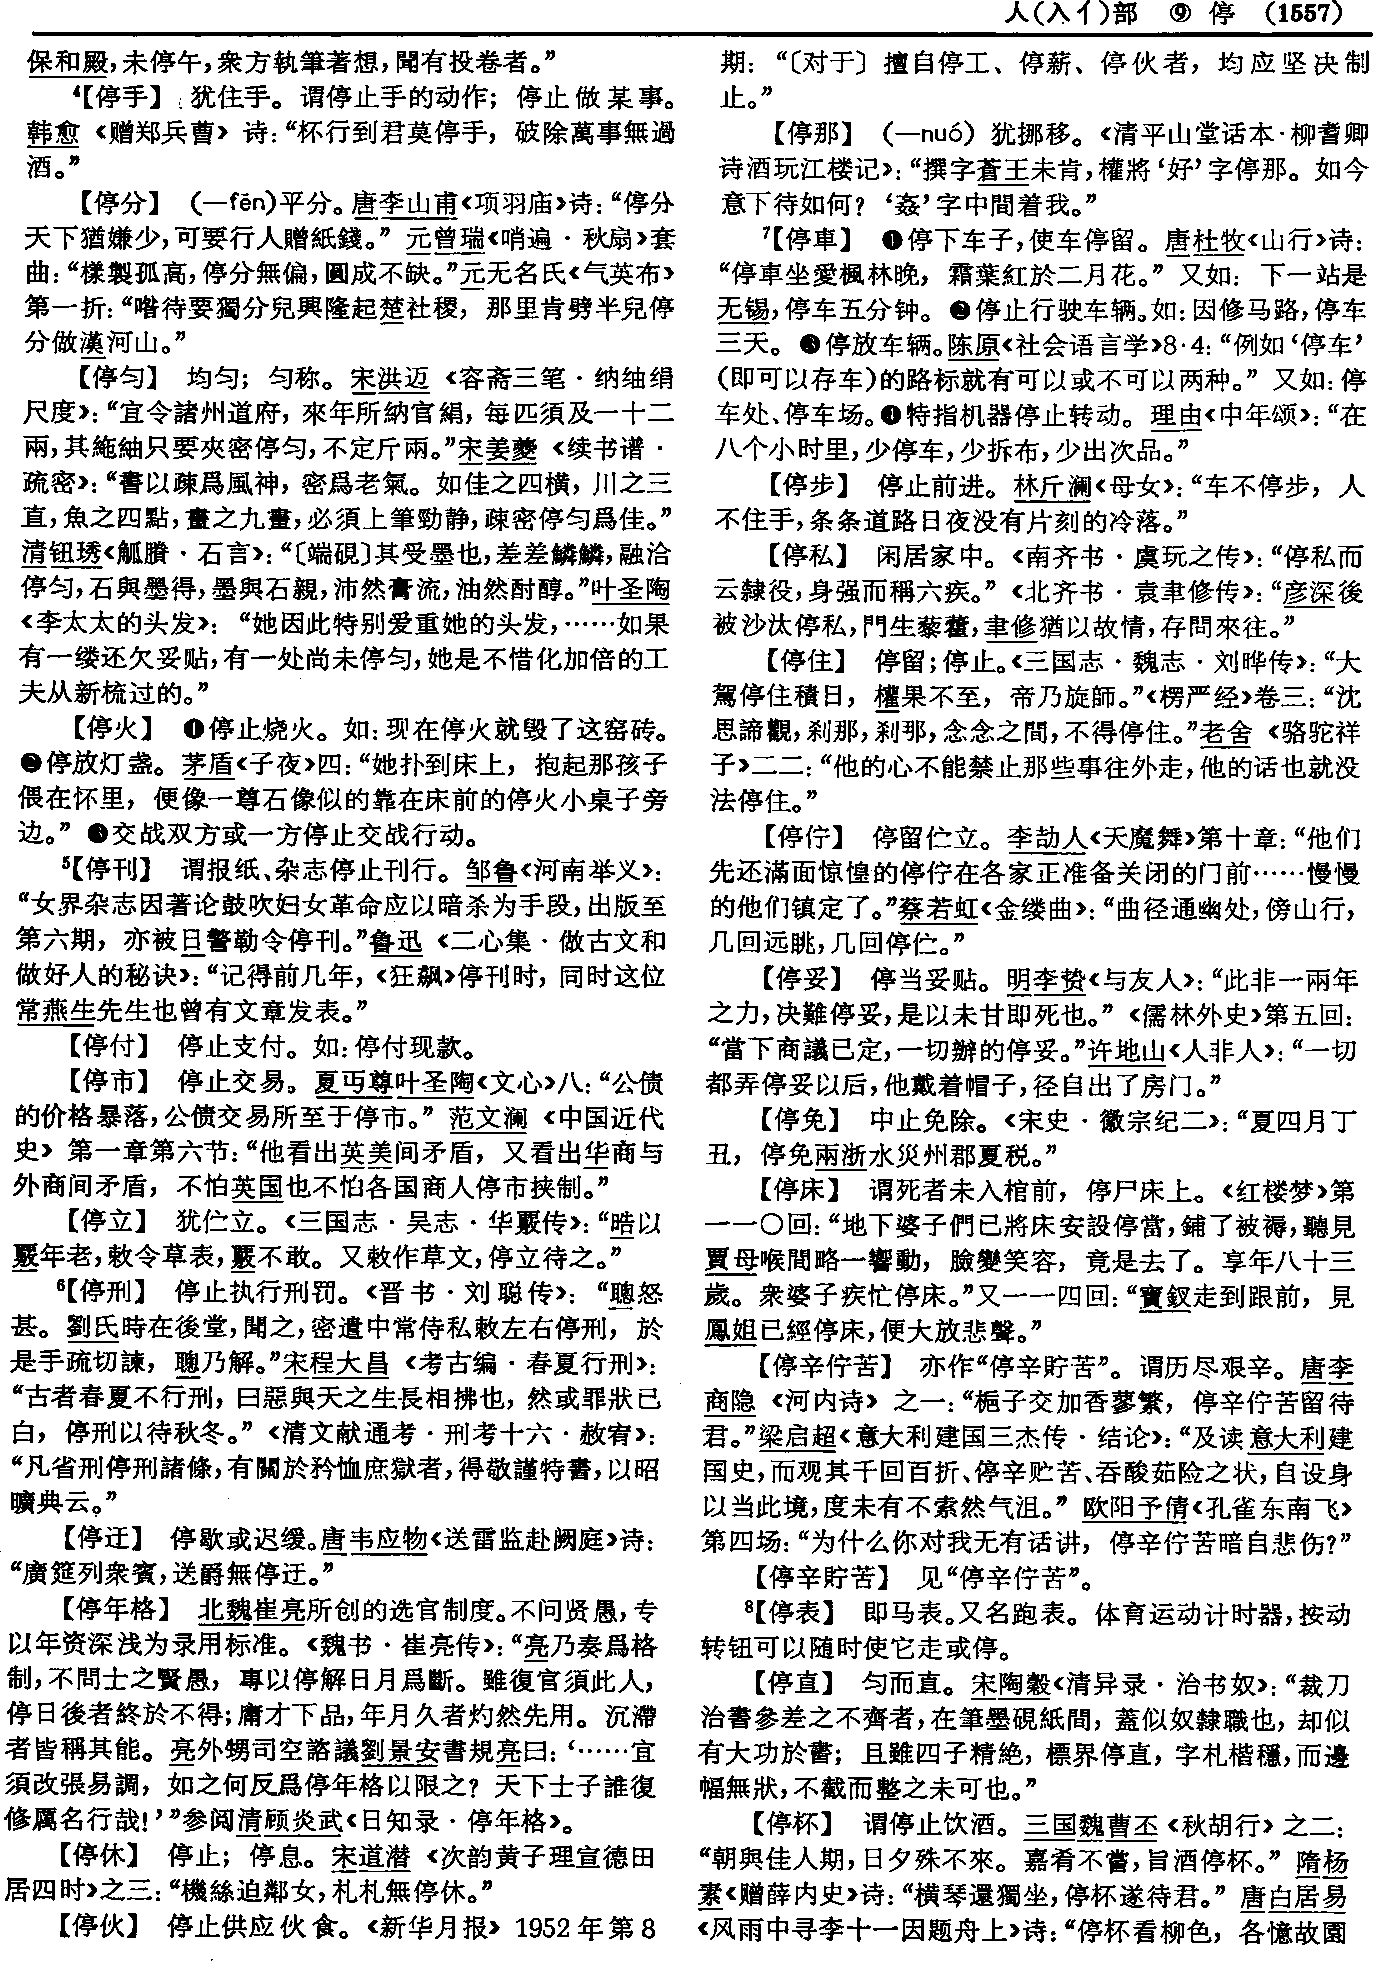 人(入亻)部　⑨　停　(1557)
保和殿，未停午，衆方執筆著想，聞有投卷者。”
⁴【停手】 犹住手。谓停止手的动作；停止做某事。
韩愈《赠郑兵曹》诗：“杯行到君莫停手，破除萬事無過
酒。”
【停分】 (—fēn)平分。唐李山甫《项羽庙》诗：“停分
天下猶嫌少，可要行人贈紙錢。”元曾瑞《哨遍·秋扇》套
曲：“樣製孤高，停分無偏，圓成不缺。”元无名氏《气英布》
第一折：“喒待要獨分兒興隆起楚社稷，那里肯劈半兒停
分做漢河山。”
【停匀】 均匀；匀称。宋洪迈《容斋三笔·纳䌷绢
尺度》：“宜令諸州道府，來年所納官絹，每匹須及一十二
兩，其絁紬只要夾密停匀，不定斤兩。”宋姜夔《续书谱·
疏密》：“書以疎爲風神，密爲老氣。如佳之四橫，川之三
直，魚之四點，畫之九畫，必須上筆勁静，疎密停匀爲佳。”
清钮琇《觚賸·石言》：“〔端硯〕其受墨也，差差鱗鱗，融洽
停匀，石與墨得，墨與石親，沛然膏流，油然酎醇。”叶圣陶
《李太太的头发》：“她因此特别爱重她的头发，……如果
有一缕还欠妥贴，有一处尚未停匀，她是不惜化加倍的工
夫从新梳过的。”
【停火】 ❶停止烧火。如：现在停火就毁了这窑砖。
❷停放灯盏。茅盾《子夜》四：“她扑到床上，抱起那孩子
偎在怀里，便像一尊石像似的靠在床前的停火小桌子旁
边。”❸交战双方或一方停止交战行动。
⁵【停刊】 谓报纸、杂志停止刊行。邹鲁《河南举义》：
“女界杂志因著论鼓吹妇女革命应以暗杀为手段，出版至
第六期，亦被日警勒令停刊。”鲁迅《二心集·做古文和
做好人的秘诀》：“记得前几年，《狂飙》停刊时，同时这位
常燕生先生也曾有文章发表。”
【停付】 停止支付。如：停付现款。
【停市】 停止交易。夏丏尊叶圣陶《文心》八：“公债
的价格暴落，公债交易所至于停市。”范文澜《中国近代
史》第一章第六节：“他看出英美间矛盾，又看出华商与
外商间矛盾，不怕英国也不怕各国商人停市挟制。”
【停立】 犹伫立。《三国志·吴志·华覈传》：“晧以
覈年老，敕令草表，覈不敢。又敕作草文，停立待之。”
⁶【停刑】 停止执行刑罚。《晋书·刘聪传》：“聰怒
甚。劉氏時在後堂，聞之，密遣中常侍私敕左右停刑，於
是手疏切諫，聰乃解。”宋程大昌《考古编·春夏行刑》：
“古者春夏不行刑，曰惡與天之生長相拂也，然或罪狀已
白，停刑以待秋冬。”《清文献通考·刑考十六·赦宥》：
“凡省刑停刑諸條，有關於矜恤庶獄者，得敬謹特書，以昭
曠典云。”
【停迂】 停歇或迟缓。唐韦应物《送雷监赴阙庭》诗：
“廣筵列衆賓，送爵無停迂。”
【停年格】 北魏崔亮所创的选官制度。不问贤愚，专
以年资深浅为录用标准。《魏书·崔亮传》：“亮乃奏爲格
制，不問士之賢愚，專以停解日月爲斷。雖復官須此人，
停日後者終於不得；庸才下品，年月久者灼然先用。沉滯
者皆稱其能。亮外甥司空諮議劉景安書規亮曰：‘……宜
須改張易調，如之何反爲停年格以限之？天下士子誰復
修厲名行哉！’”参阅清顾炎武《日知录·停年格》。
【停休】 停止；停息。宋道潜《次韵黄子理宣德田
居四时》之三：“機絲迫鄰女，札札無停休。”
【停伙】 停止供应伙食。《新华月报》1952年第8
期：“〔对于〕擅自停工、停薪、停伙者，均应坚决制
止。”
【停那】 (—nuó)犹挪移。《清平山堂话本·柳耆卿
诗酒玩江楼记》：“撰字蒼王未肯，權將‘好’字停那。如今
意下待如何？‘姦’字中間着我。”
⁷【停車】 ❶停下车子，使车停留。唐杜牧《山行》诗：
“停車坐愛楓林晚，霜葉紅於二月花。”又如：下一站是
无锡，停车五分钟。❷停止行驶车辆。如：因修马路，停车
三天。❸停放车辆。陈原《社会语言学》8·4：“例如‘停车’
(即可以存车)的路标就有可以或不可以两种。”又如：停
车处、停车场。❹特指机器停止转动。理由《中年颂》：“在
八个小时里，少停车，少拆布，少出次品。”
【停步】 停止前进。林斤澜《母女》：“车不停步，人
不住手，条条道路日夜没有片刻的冷落。”
【停私】 闲居家中。《南齐书·虞玩之传》：“停私而
云隸役，身强而稱六疾。”《北齐书·袁聿修传》：“彦深後
被沙汰停私，門生藜藿，聿修猶以故情，存問來往。”
【停住】 停留；停止。《三国志·魏志·刘晔传》：“大
駕停住積日，權果不至，帝乃旋師。”《楞严经》卷三：“沈
思諦觀，刹那，刹那，念念之間，不得停住。”老舍《骆驼祥
子》二二：“他的心不能禁止那些事往外走，他的话也就没
法停住。”
【停佇】 停留伫立。李劼人《天魔舞》第十章：“他们
先还滿面惊惶的停佇在各家正准备关闭的门前……慢慢
的他们镇定了。”蔡若虹《金缕曲》：“曲径通幽处，傍山行，
几回远眺，几回停伫。”
【停妥】 停当妥贴。明李贽《与友人》：“此非一兩年
之力，决難停妥，是以未甘即死也。”《儒林外史》第五回：
“當下商議已定，一切辦的停妥。”许地山《人非人》：“一切
都弄停妥以后，他戴着帽子，径自出了房门。”
【停免】 中止免除。《宋史·徽宗纪二》：“夏四月丁
丑，停免兩浙水災州郡夏税。”
【停床】 谓死者未入棺前，停尸床上。《红楼梦》第
一一〇回：“地下婆子們已將床安設停當，鋪了被褥，聽見
賈母喉間略一響動，臉變笑容，竟是去了。享年八十三
歲。衆婆子疾忙停床。”又一一四回：“寶釵走到跟前，見
鳳姐已經停床，便大放悲聲。”
【停辛佇苦】 亦作“停辛貯苦”。谓历尽艰辛。唐李
商隐《河内诗》之一：“梔子交加香蓼繁，停辛佇苦留待
君。”梁启超《意大利建国三杰传·结论》：“及读意大利建
国史，而观其千回百折、停辛贮苦、吞酸茹险之状，自设身
以当此境，度未有不索然气沮。”欧阳予倩《孔雀东南飞》
第四场：“为什么你对我无有话讲，停辛佇苦暗自悲伤？”
【停辛貯苦】 见“停辛佇苦”。
⁸【停表】 即马表。又名跑表。体育运动计时器，按动
转钮可以随时使它走或停。
【停直】 匀而直。宋陶穀《清异录·治书奴》：“裁刀
治書參差之不齊者，在筆墨硯紙間，蓋似奴隸職也，却似
有大功於書；且雖四子精絶，標界停直，字札楷穩，而邊
幅無狀，不截而整之未可也。”
【停杯】 谓停止饮酒。三国魏曹丕《秋胡行》之二：
“朝與佳人期，日夕殊不來。嘉肴不嘗，旨酒停杯。”隋杨
素《赠薛内史》诗：“横琴還獨坐，停杯遂待君。”唐白居易
《风雨中寻李十一因题舟上》诗：“停杯看柳色，各憶故園